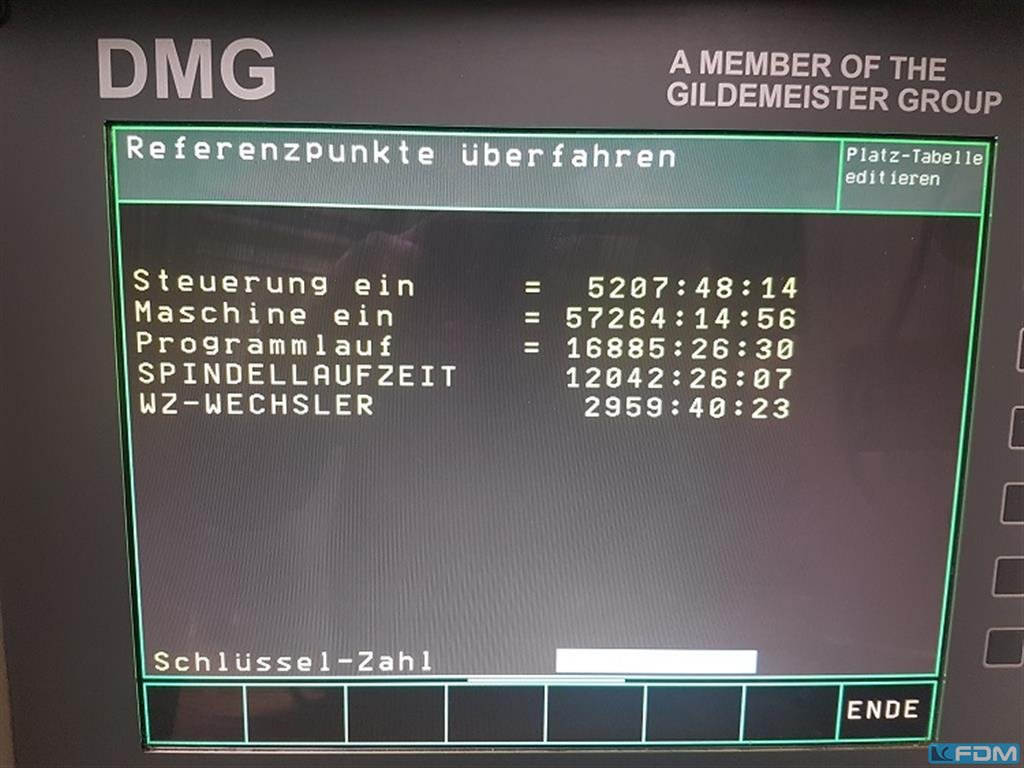 DMG
A MEMBER OF THE
GILDEMEISTER GROUP
Referenzpunkte überfahren
Platz-Tabelle
editieren
Steuerung ein = 5207:48:14
Maschine ein = 57264:14:56
Programmlauf = 16885:26:30
SPINDELLAUFZEIT 12042:26:07
WZ-WECHSLER 2959:40:23
Schlüssel-Zahl
ENDE
FDM